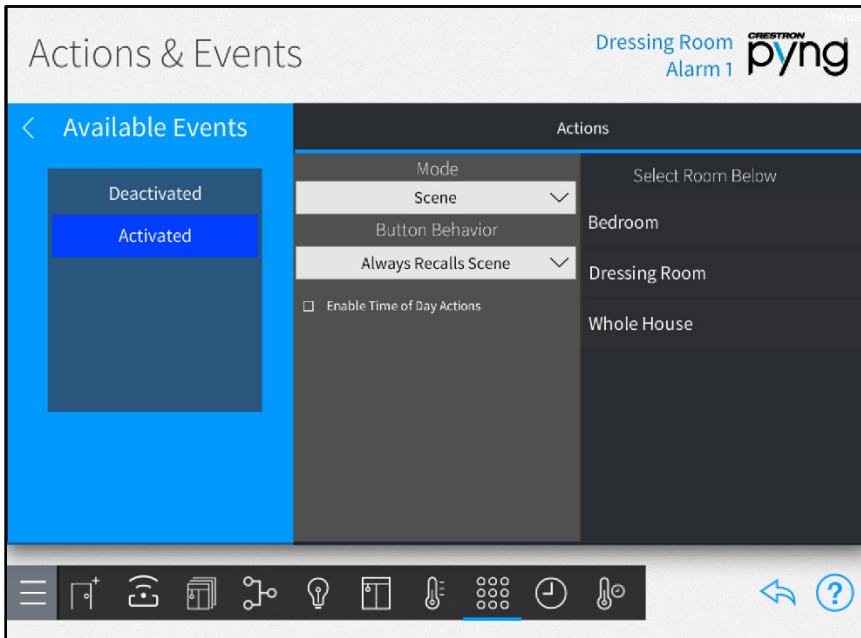 Actions & Events
Dressing Room
Alarm 1
CRESTRON
pyng
Available Events
Deactivated
Activated
Actions
Mode
Scene
Button Behavior
Always Recalls Scene
Enable Time of Day Actions
Select Room Below
Bedroom
Dressing Room
Whole House
?